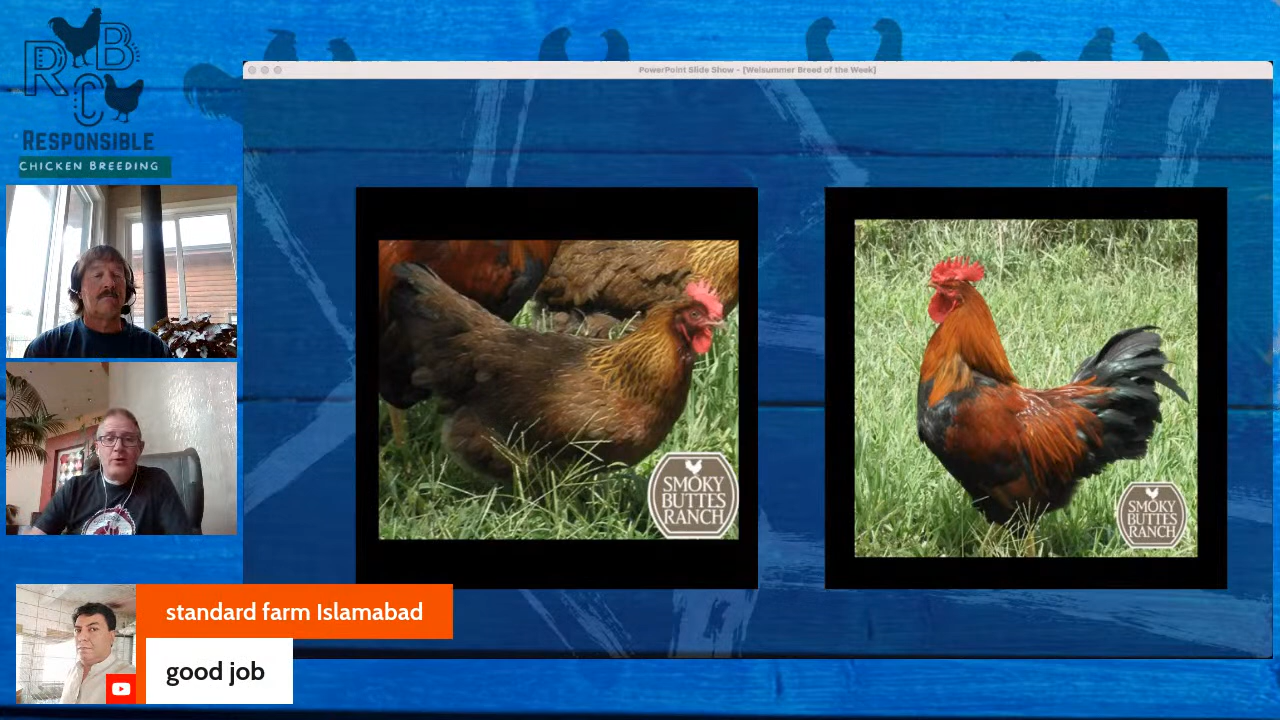 RBC
RESPONSIBLE
CHICKEN BREEDING
PowerPoint Slide Show - [Welsummer Breed of the Week]
SMOKY
BUTTES
RANCH
SMOKY
BUTTES
RANCH
standard farm Islamabad
good job